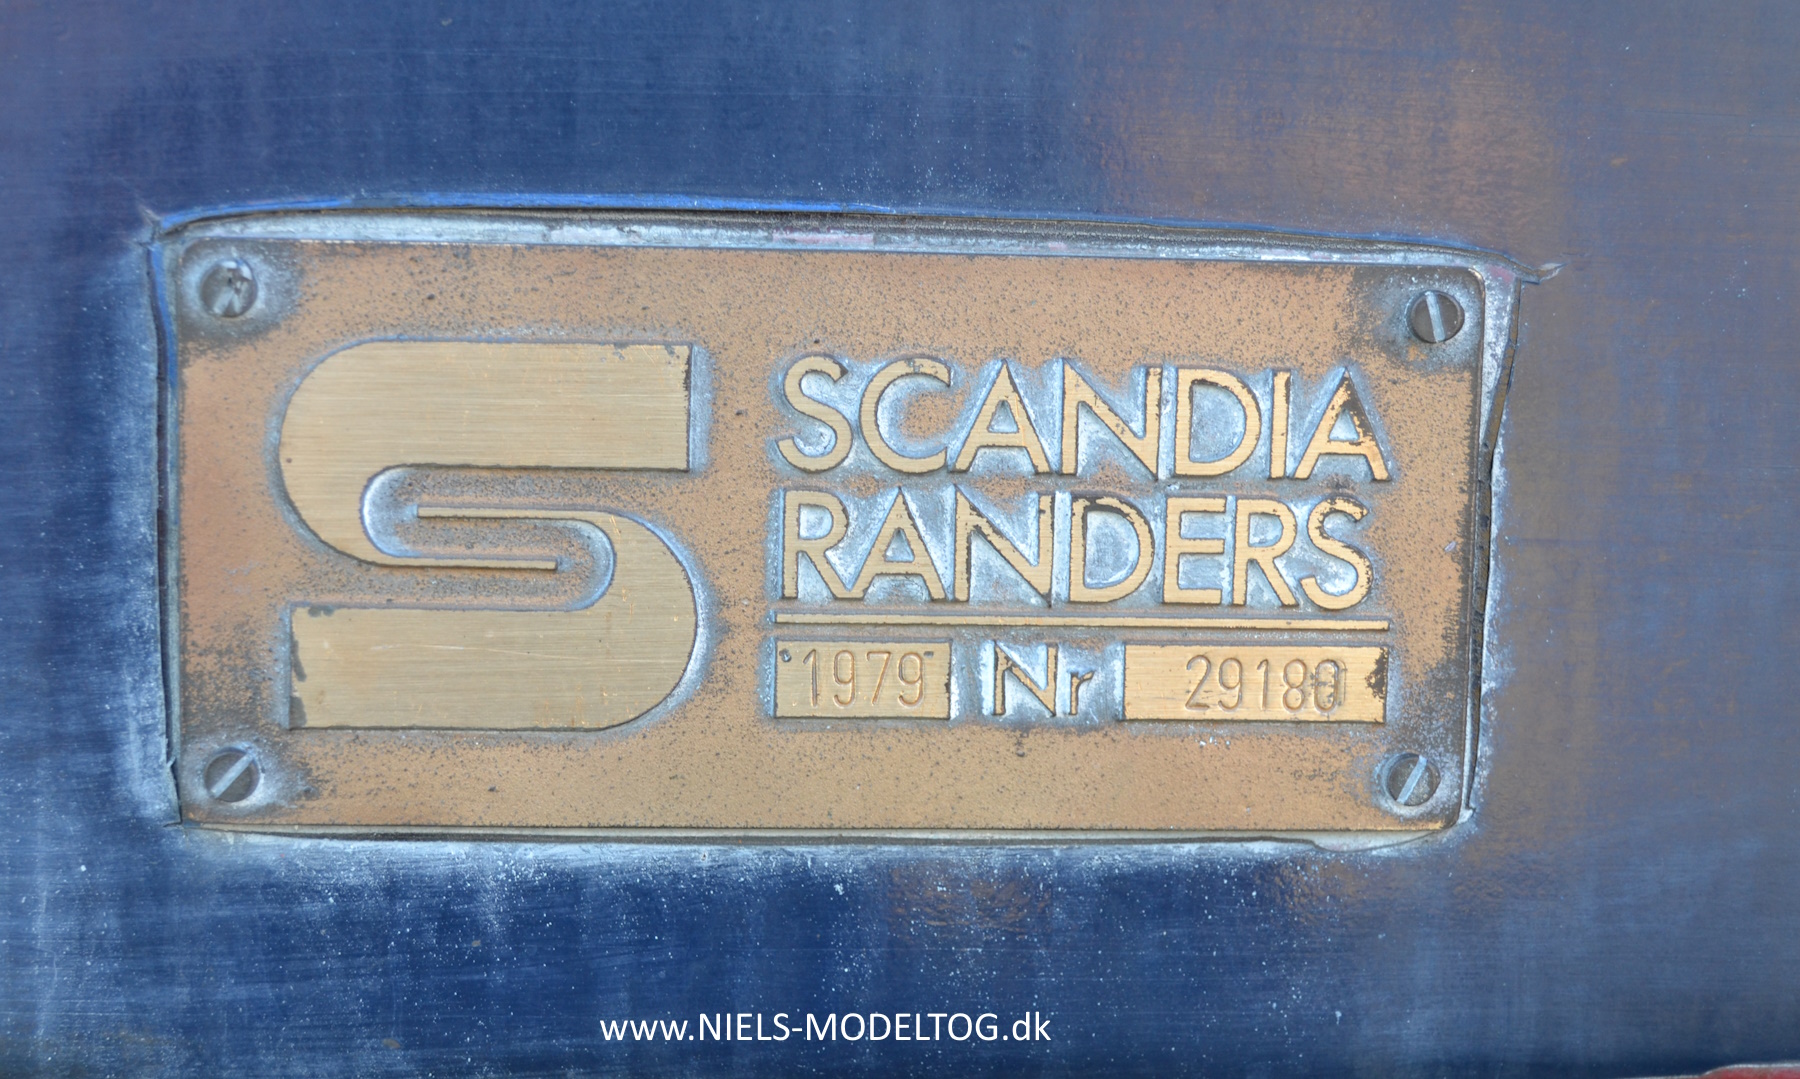 SCANDIA
RANDERS
1979 Nr 29180
www.NIELS-MODELTOG.dk